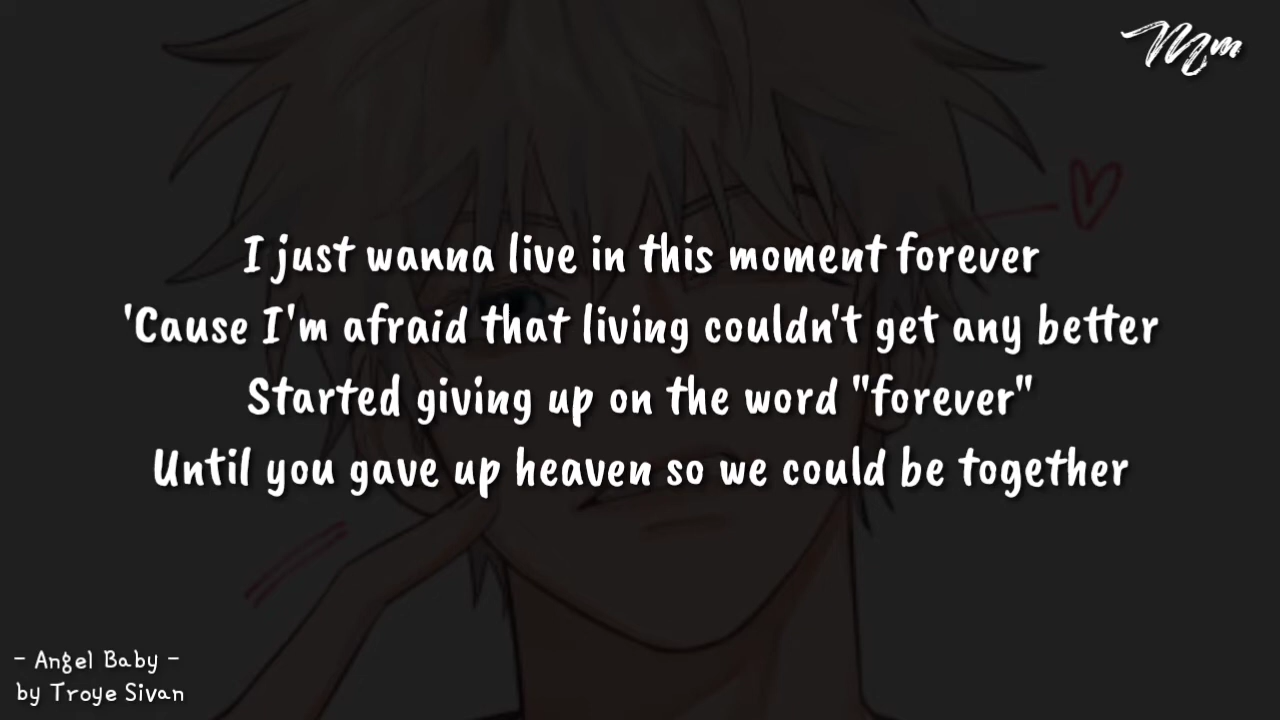 Mm
I just wanna live in this moment forever
'Cause I'm afraid that living couldn't get any better
Started giving up on the word "forever"
Until you gave up heaven so we could be together
- Angel Baby -
by Troye Sivan